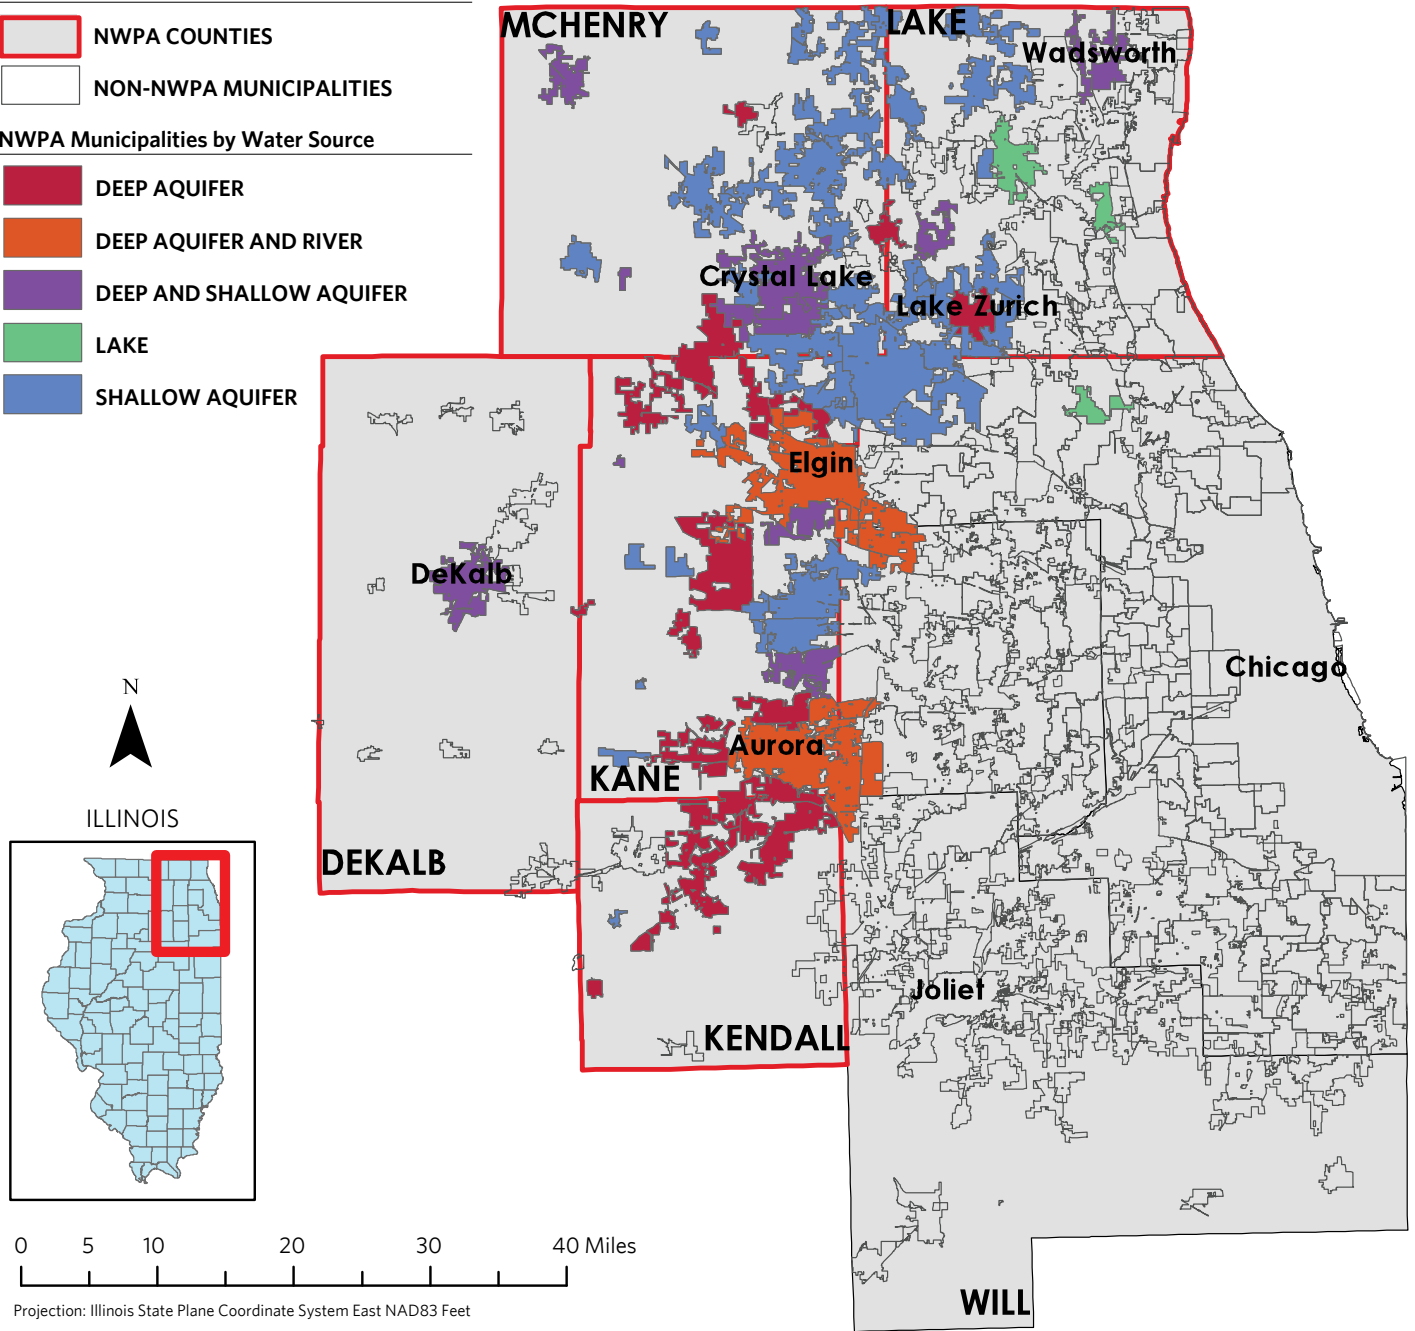 NWPA COUNTIES
NON-NWPA MUNICIPALITIES
NWPA Municipalities by Water Source
DEEP AQUIFER
DEEP AQUIFER AND RIVER
DEEP AND SHALLOW AQUIFER
LAKE
SHALLOW AQUIFER
MCHENRY
LAKE
Wadsworth
Crystal Lake
Lake Zurich
Elgin
DeKalb
Chicago
Aurora
KANE
DEKALB
Joliet
KENDALL
WILL
N
ILLINOIS
0 5 10 20 30 40 Miles
Projection: Illinois State Plane Coordinate System East NAD83 Feet